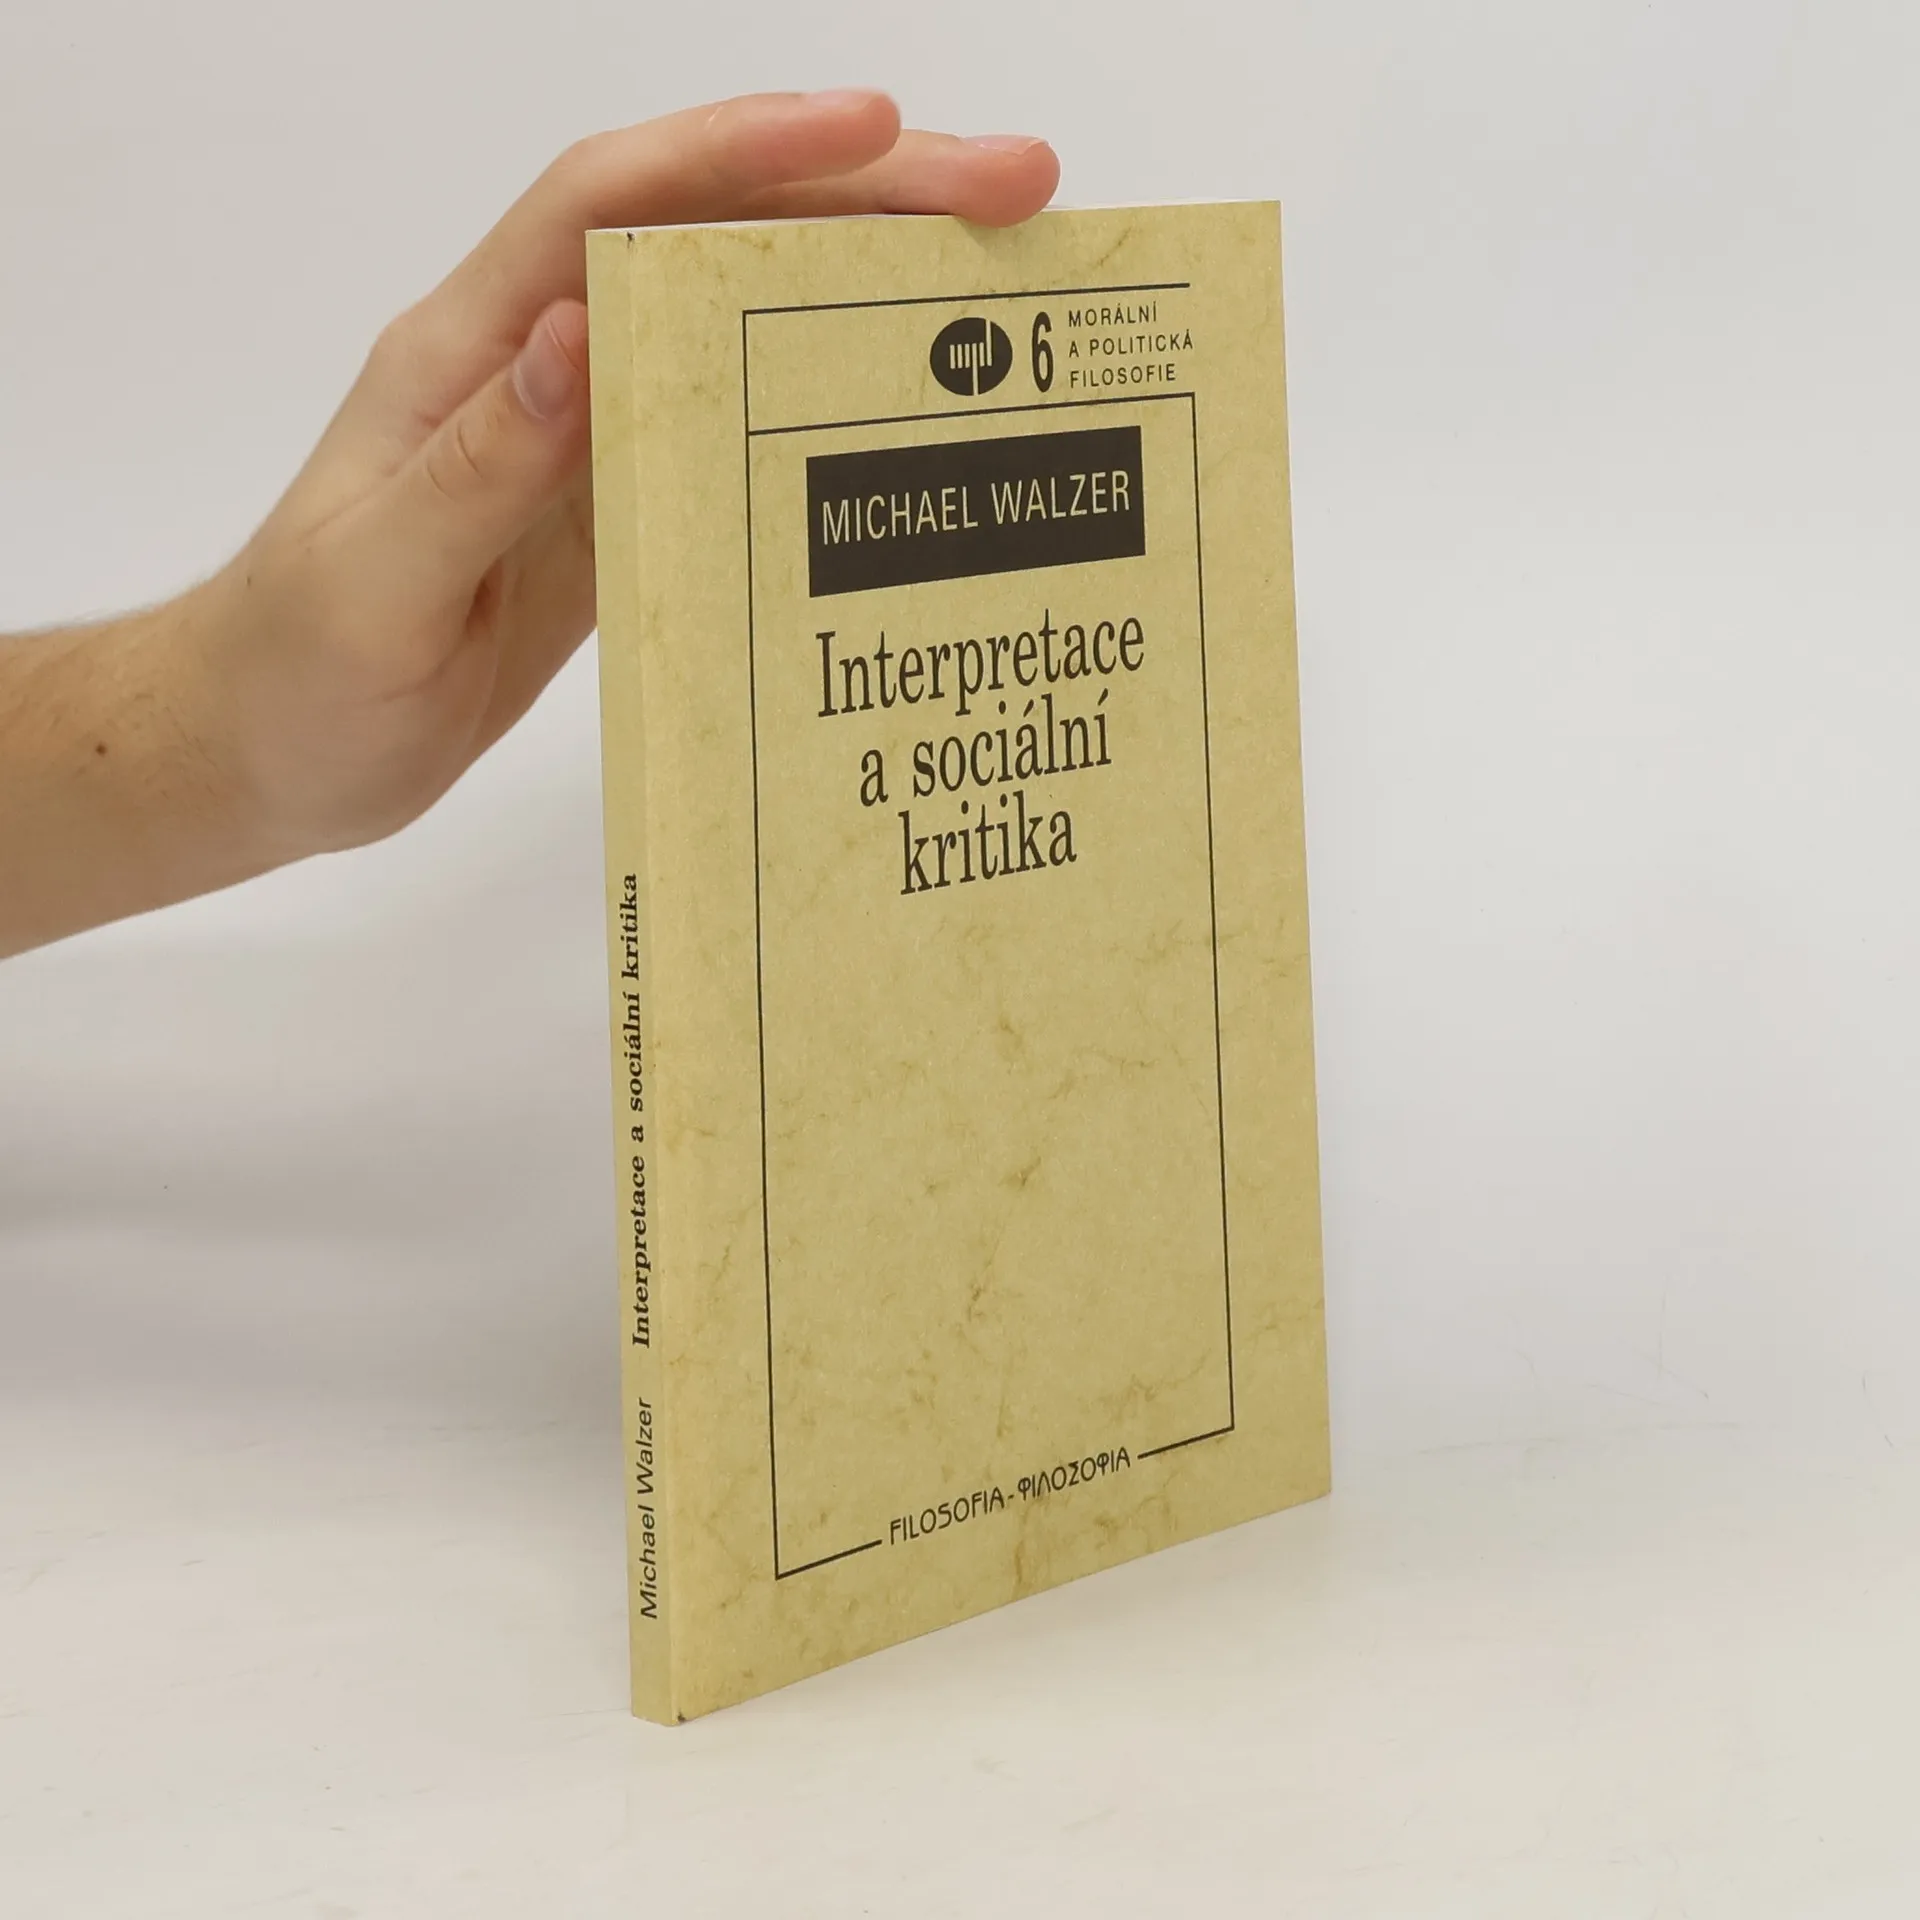 6
MORÁLNÍ
A POLITICKÁ
FILOSOFIE
MICHAEL WALZER
Interpretace
a sociální
kritika
FILOSOFIA-ΦΙΛΟΣΟΦΙΑ
Michael Walzer Interpretace a sociální kritika